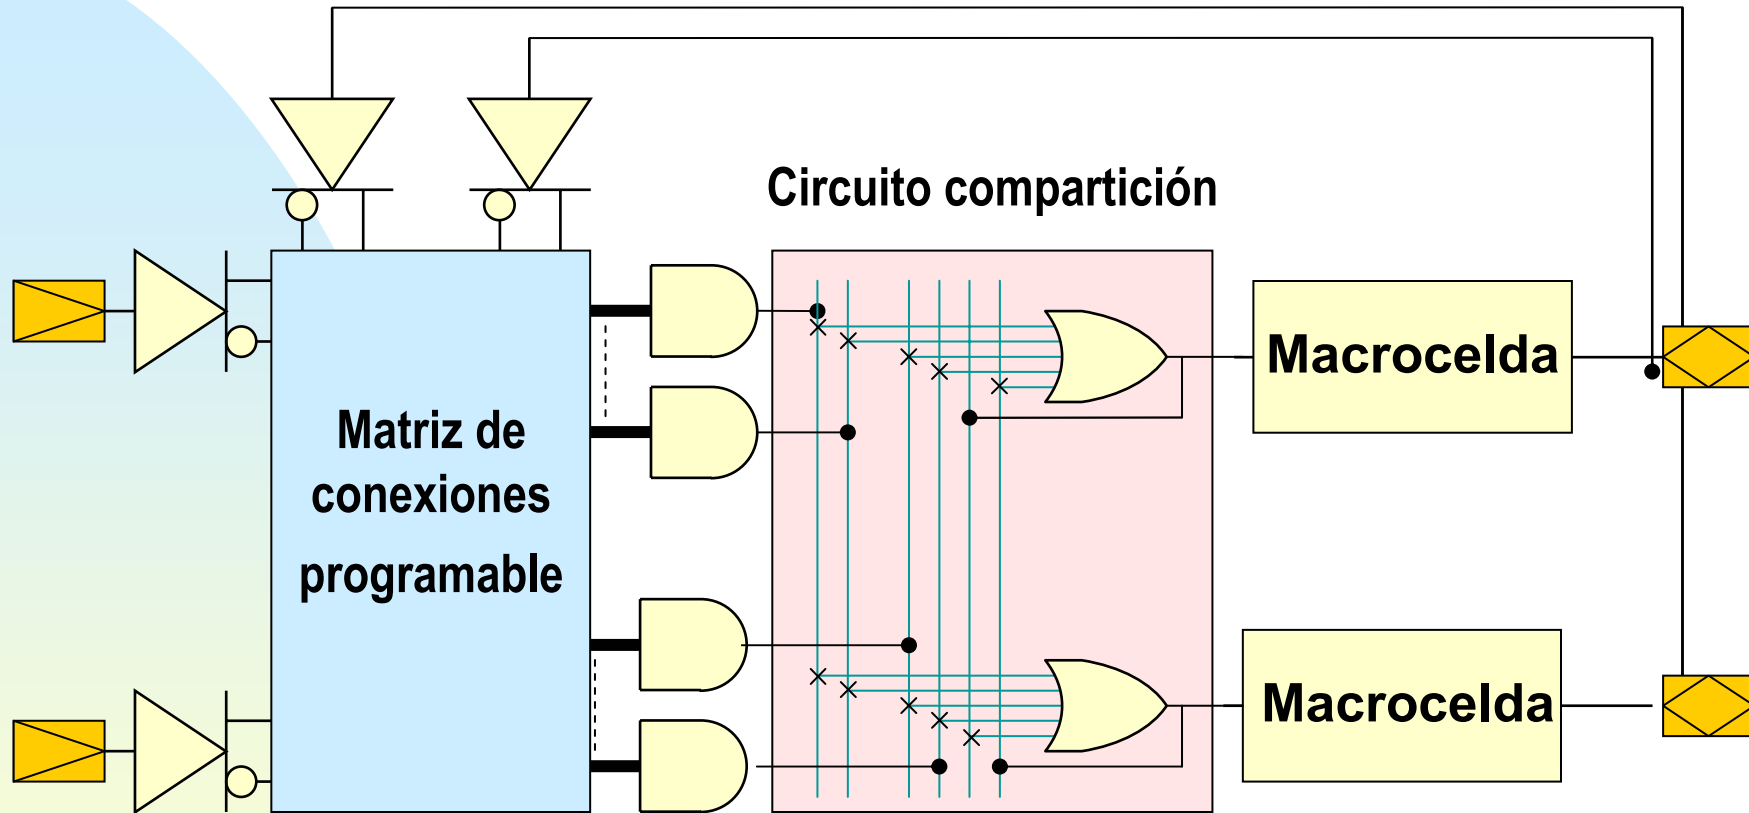 Circuito compartición
Macrocelda
Matriz de
conexiones
programable
Macrocelda